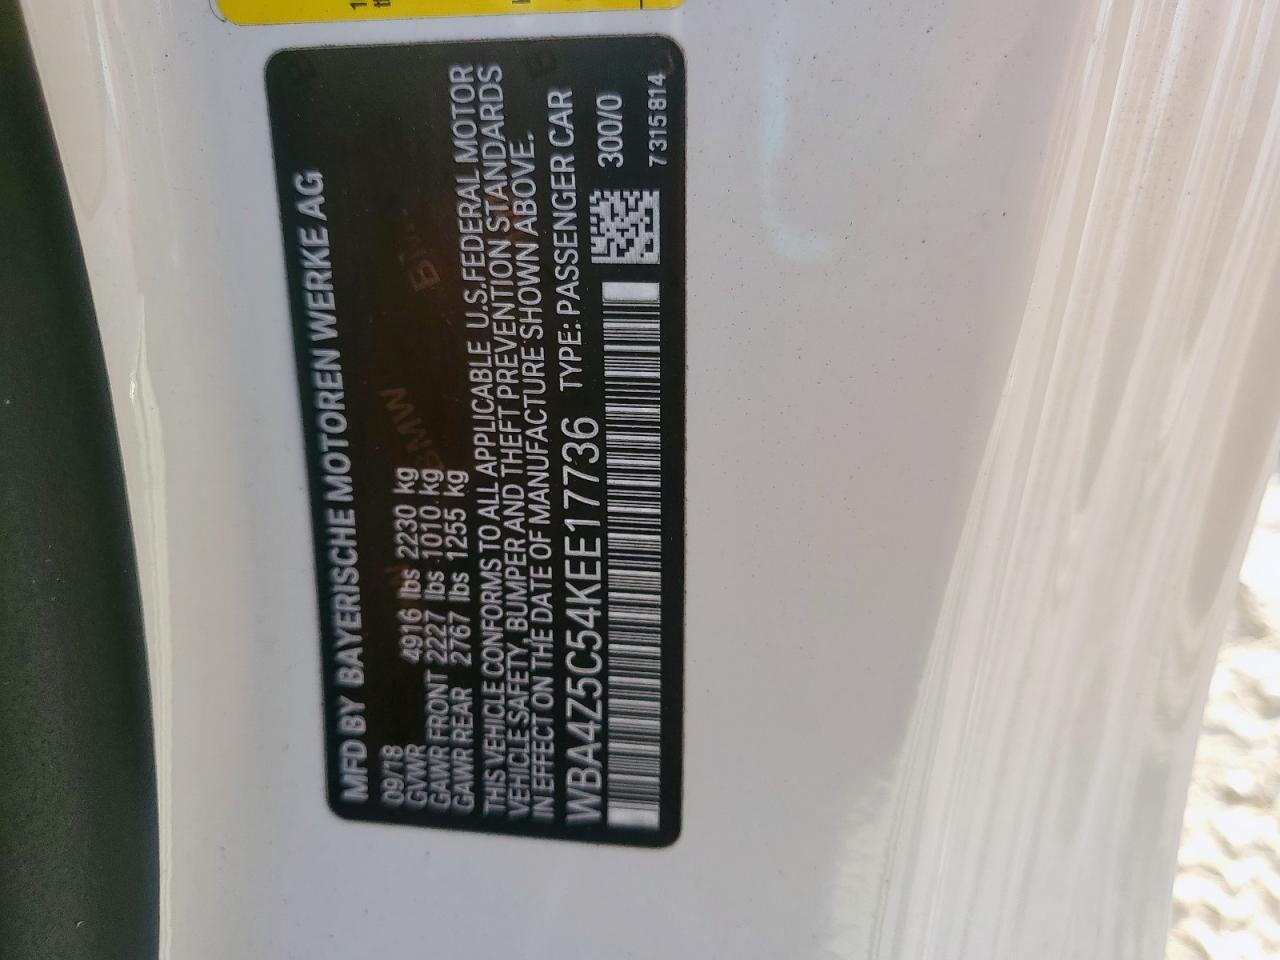 MFD BY BAYERISCHE MOTOREN WERKE AG
09/18
GVWR 4916 lbs 2230 kg
GAWR FRONT 2227 lbs 1010 kg
GAWR REAR 2767 lbs 1255 kg
THIS VEHICLE CONFORMS TO ALL APPLICABLE U.S.FEDERAL MOTOR
VEHICLE SAFETY, BUMPER AND THEFT PREVENTION STANDARDS
IN EFFECT ON THE DATE OF MANUFACTURE SHOWN ABOVE.
WBA4Z5C54KEE17736 TYPE: PASSENGER CAR
300/0
7315814
BMW